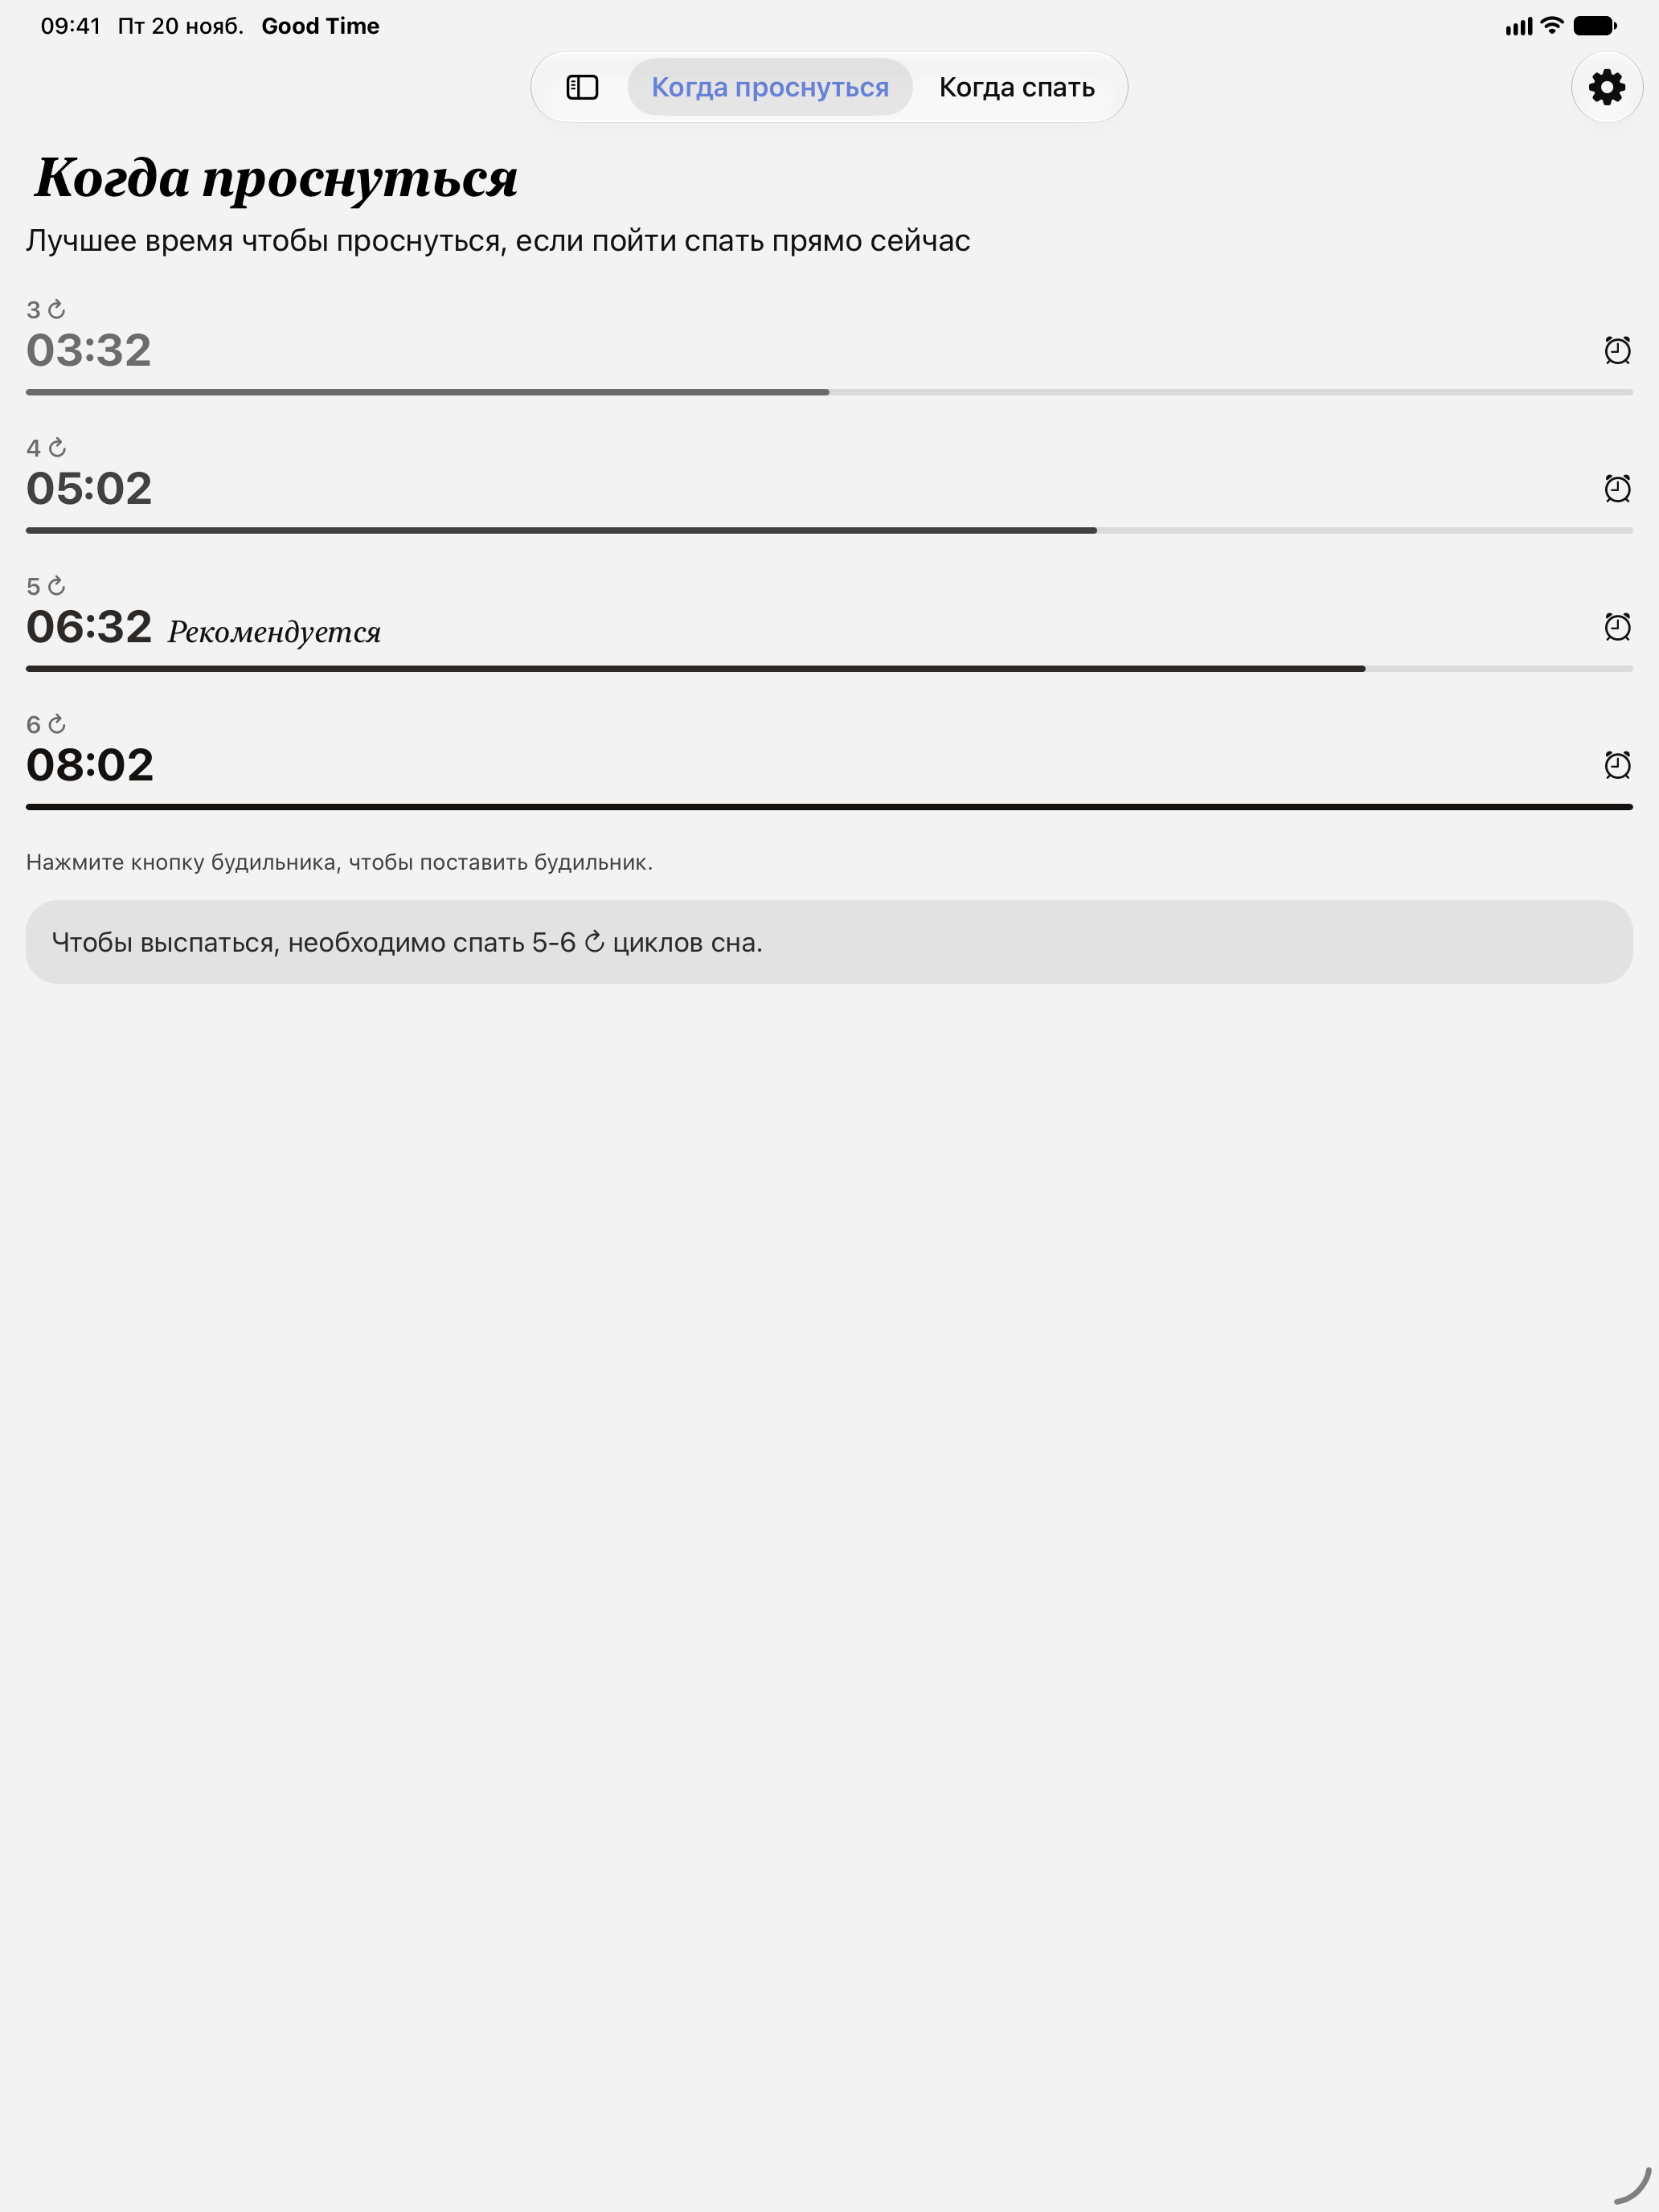 09:41 Пт 20 нояб. Good Time
Когда проснуться Когда спать
Когда проснуться
Лучшее время чтобы проснуться, если пойти спать прямо сейчас
3 ↻
03:32
4 ↻
05:02
5 ↻
06:32 Рекомендуется
6 ↻
08:02
Нажмите кнопку будильника, чтобы поставить будильник.
Чтобы выспаться, необходимо спать 5-6 ↻ циклов сна.